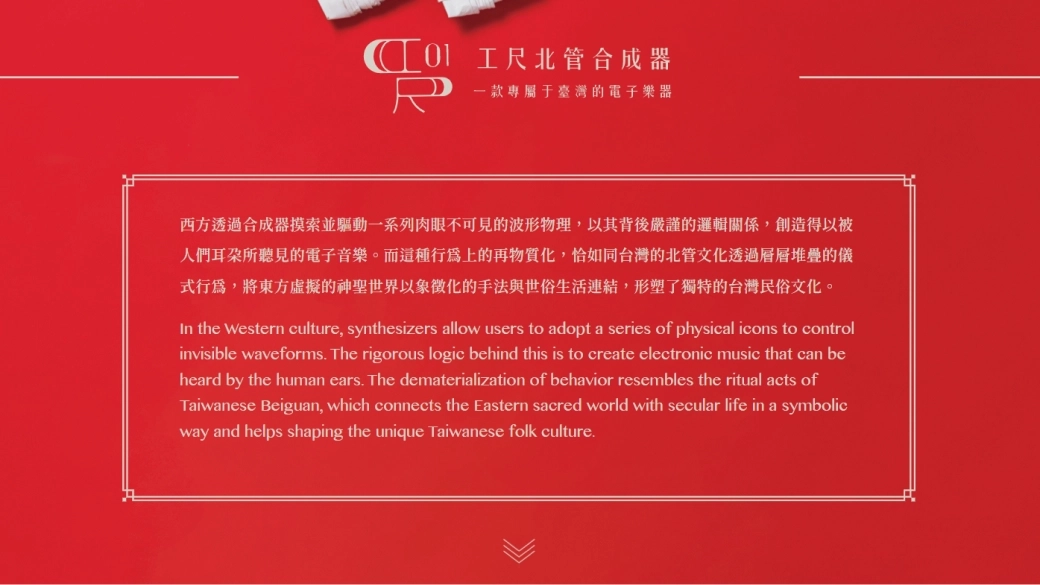 工尺01
工尺北管合成器
一款專屬于臺灣的電子樂器
西方透過合成器摸索並驅動一系列肉眼不可見的波形物理，以其背後嚴謹的邏輯關係，創造得以被
人們耳朶所聽見的電子音樂。而這種行爲上的再物質化，恰如同台灣的北管文化透過層層堆疊的儀
式行爲，將東方虛擬的神聖世界以象徵化的手法與世俗生活連結，形塑了獨特的台灣民俗文化。
In the Western culture, synthesizers allow users to adopt a series of physical icons to control
invisible waveforms. The rigorous logic behind this is to create electronic music that can be
heard by the human ears. The dematerialization of behavior resembles the ritual acts of
Taiwanese Beiguan, which connects the Eastern sacred world with secular life in a symbolic
way and helps shaping the unique Taiwanese folk culture.